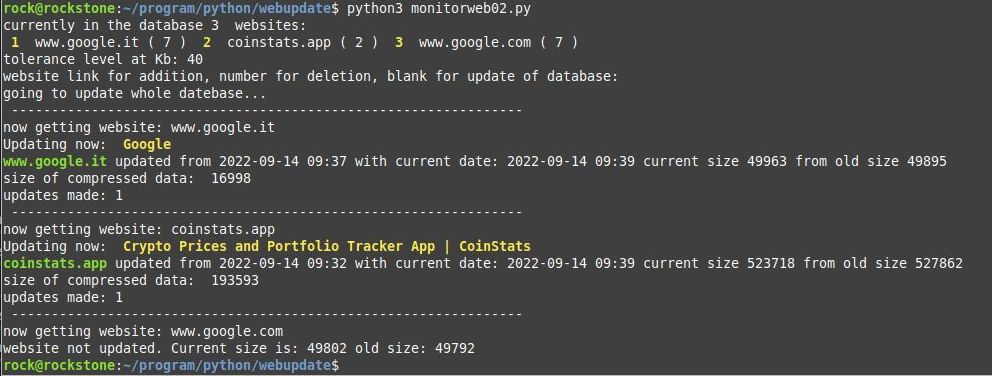 rock@rockstone:~/program/python/webupdate$ python3 monitorweb02.py
currently in the database 3  websites:
 1  www.google.it ( 7 )  2  coinstats.app ( 2 )  3  www.google.com ( 7 )
tolerance level at Kb: 40
website link for addition, number for deletion, blank for update of database:
going to update whole datebase...
 ----------------------------------------------------------------
now getting website: www.google.it
Updating now:  Google
www.google.it updated from 2022-09-14 09:37 with current date: 2022-09-14 09:39 current size 49963 from old size 49895
size of compressed data:  16998
updates made: 1
 ----------------------------------------------------------------
now getting website: coinstats.app
Updating now:  Crypto Prices and Portfolio Tracker App | CoinStats
coinstats.app updated from 2022-09-14 09:32 with current date: 2022-09-14 09:39 current size 523718 from old size 527862
size of compressed data:  193593
updates made: 1
 ----------------------------------------------------------------
now getting website: www.google.com
website not updated. Current size is: 49802 old size: 49792
rock@rockstone:~/program/python/webupdate$